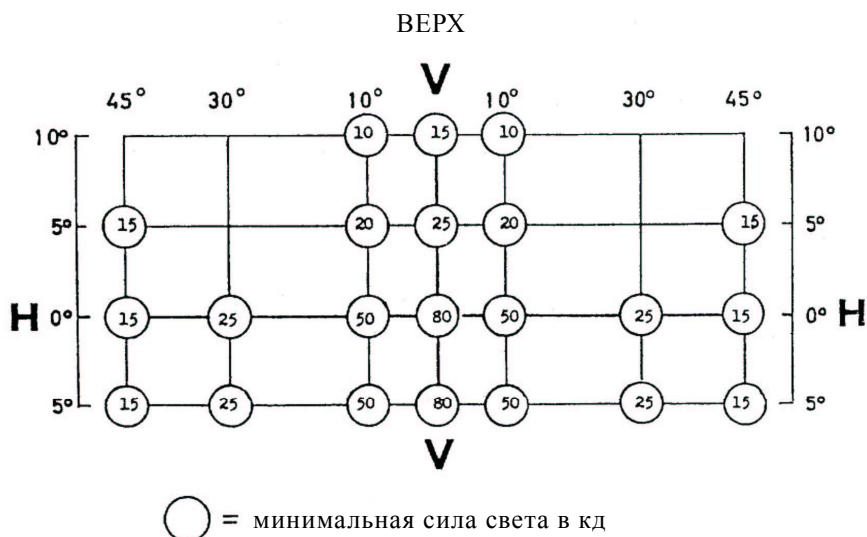 ВЕРХ
V
45° 30° 10° 10° 30° 45°
10° 10 15 10 10°
5° 15 20 25 20 15 5°
H 0° 15 25 50 80 50 25 15 0° H
5° 15 25 50 80 50 25 15 5°
V
= минимальная сила света в кд